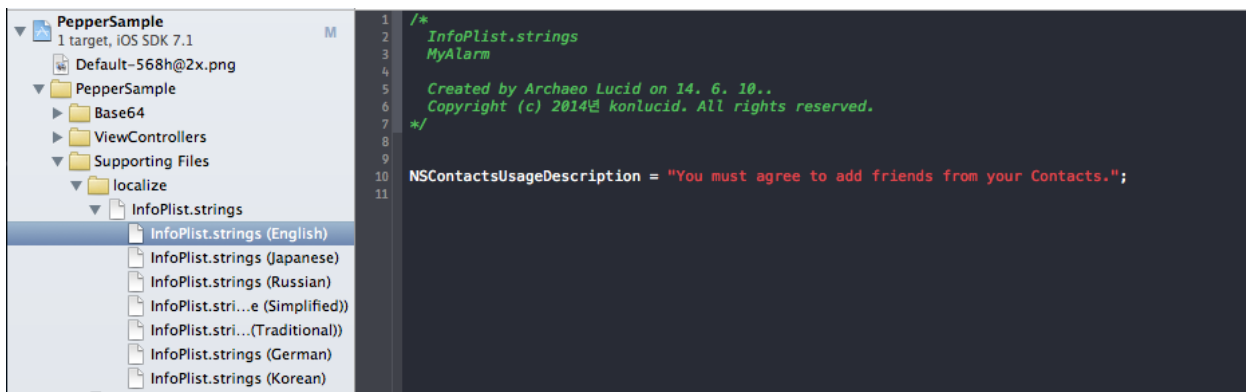 PepperSample
1 target, iOS SDK 7.1
M
Default-568h@2x.png
PepperSample
Base64
ViewControllers
Supporting Files
localize
InfoPlist.strings
InfoPlist.strings (English)
InfoPlist.strings (Japanese)
InfoPlist.strings (Russian)
InfoPlist.stri...e (Simplified))
InfoPlist.stri...(Traditional))
InfoPlist.strings (German)
InfoPlist.strings (Korean)
1 /*
2 InfoPlist.strings
3 MyAlarm
4
5 Created by Archaeo Lucid on 14. 6. 10..
6 Copyright (c) 2014년 konlucid. All rights reserved.
7 */
8
9
10 NSContactsUsageDescription = "You must agree to add friends from your Contacts.";
11